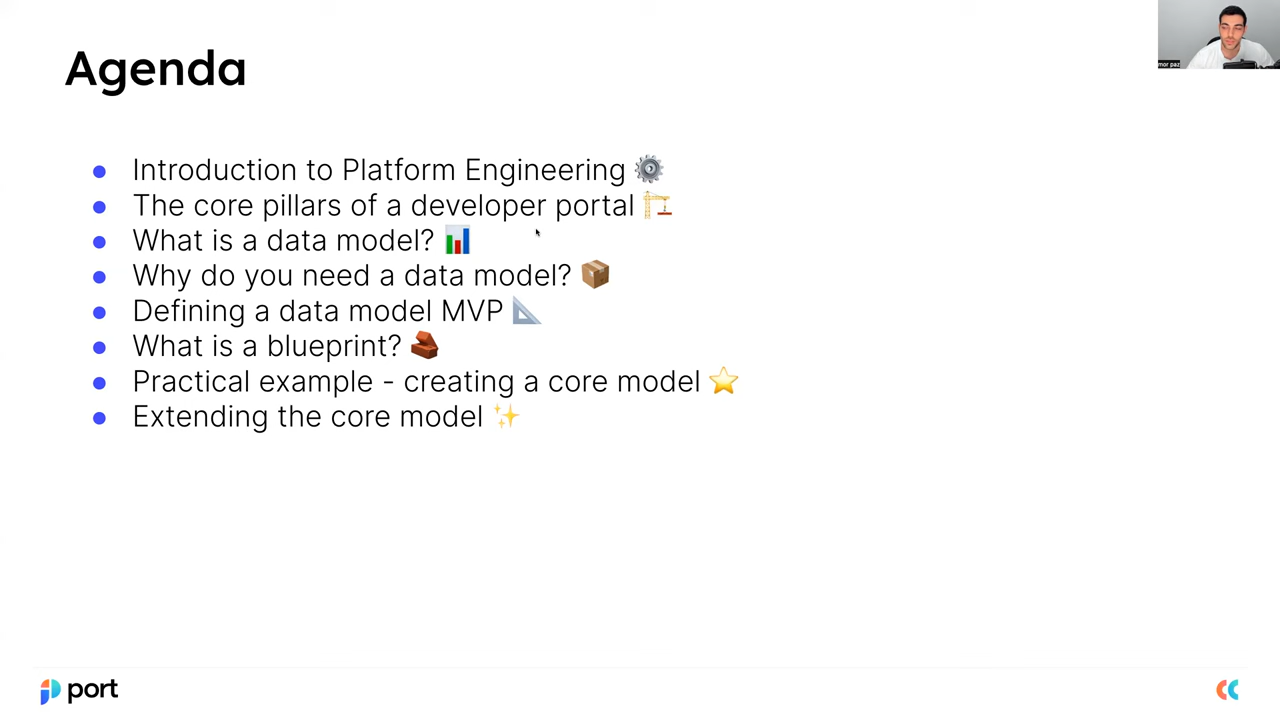 Agenda
mor paz
Introduction to Platform Engineering ⚙️
The core pillars of a developer portal 🏗️
What is a data model? 📊
Why do you need a data model? 📦
Defining a data model MVP 📐
What is a blueprint? 🧱
Practical example - creating a core model ⭐
Extending the core model ✨
port